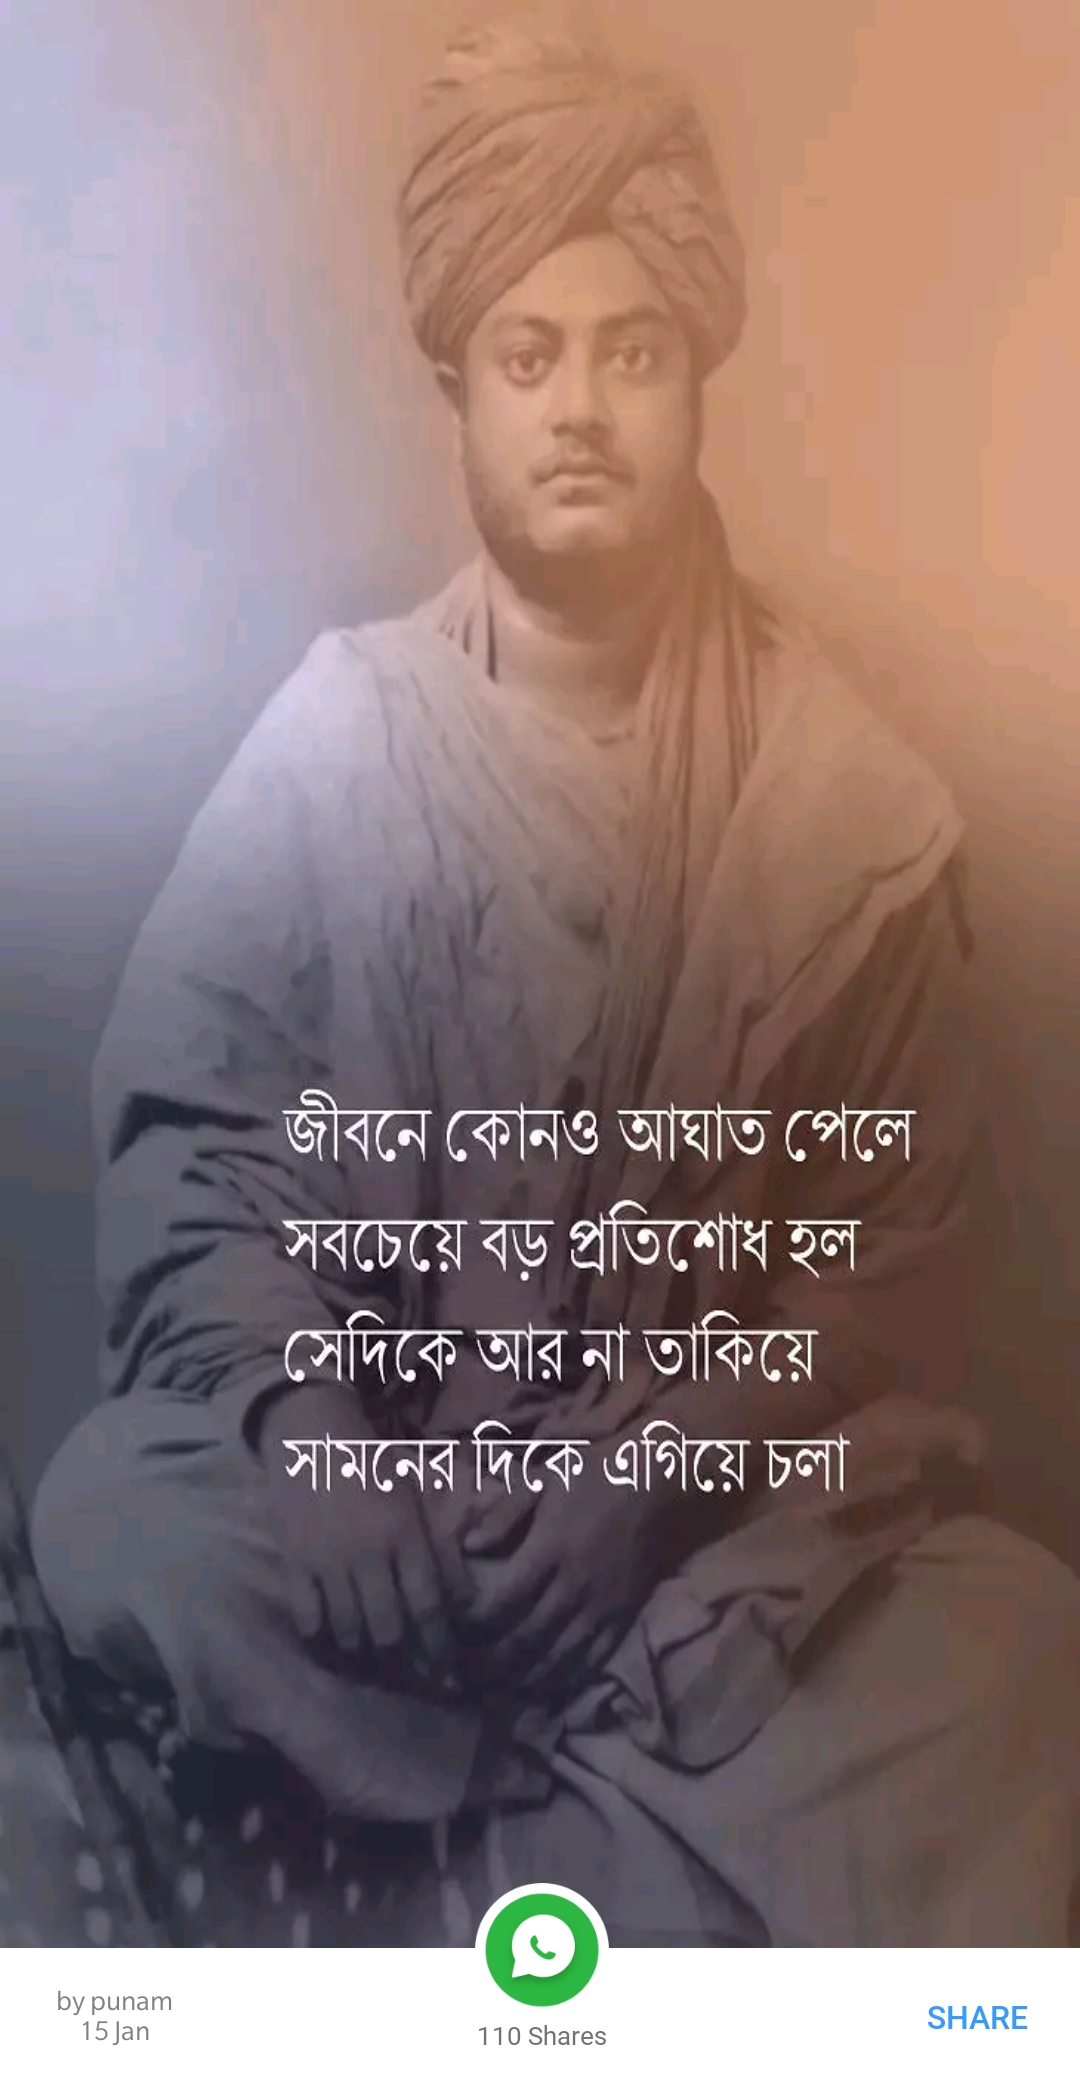 জীবনে কোনও আঘাত পেলে
সবচেয়ে বড় প্রতিশোধ হল
সেদিকে আর না তাকিয়ে
সামনের দিকে এগিয়ে চলা
by punam
15 Jan
110 Shares
SHARE